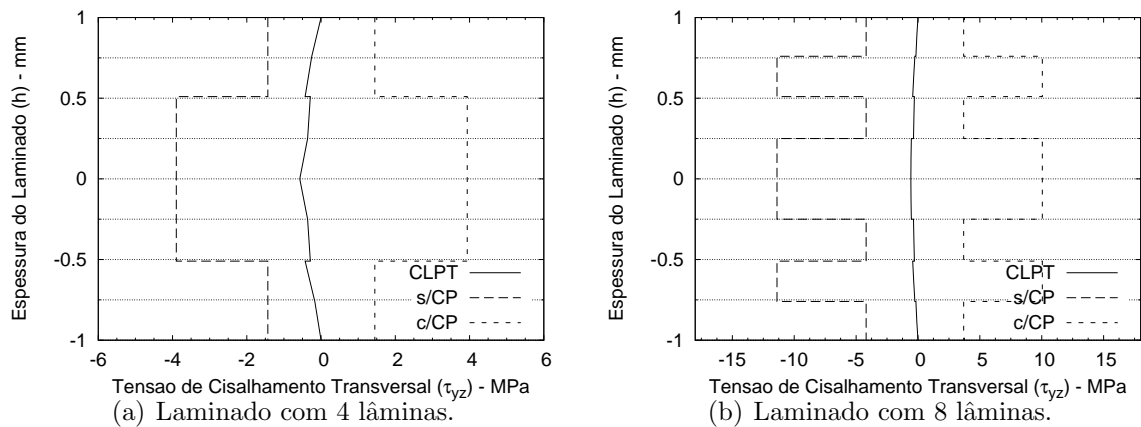 Espessura do Laminado (h) - mm
1
0.5
0
-0.5
-1
CLPT
s/CP
c/CP
-6 -4 -2 0 2 4 6
Tensao de Cisalhamento Transversal (τyz) - MPa
(a) Laminado com 4 lâminas.
Espessura do Laminado (h) - mm
1
0.5
0
-0.5
-1
CLPT
s/CP
c/CP
-15 -10 -5 0 5 10 15
Tensao de Cisalhamento Transversal (τyz) - MPa
(b) Laminado com 8 lâminas.